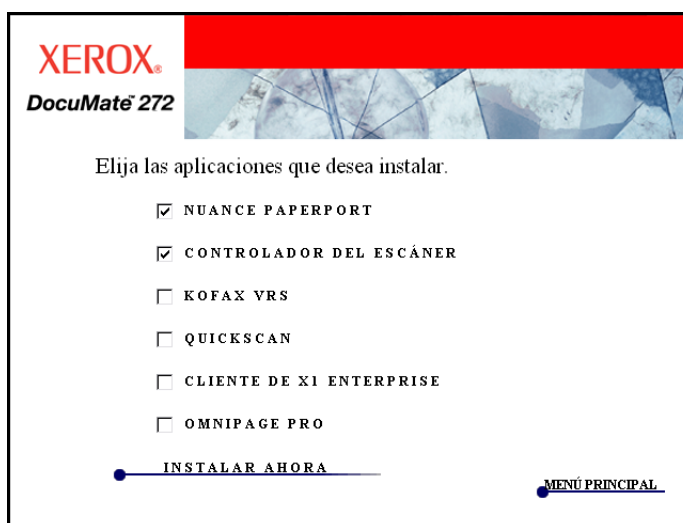 XEROX®
DocuMate™ 272
Elija las aplicaciones que desea instalar.
NUANCE PAPERPORT
CONTROLADOR DEL ESCÁNER
KOFAX VRS
QUICKSCAN
CLIENTE DE X1 ENTERPRISE
OMNIPAGE PRO
INSTALAR AHORA
MENÚ PRINCIPAL